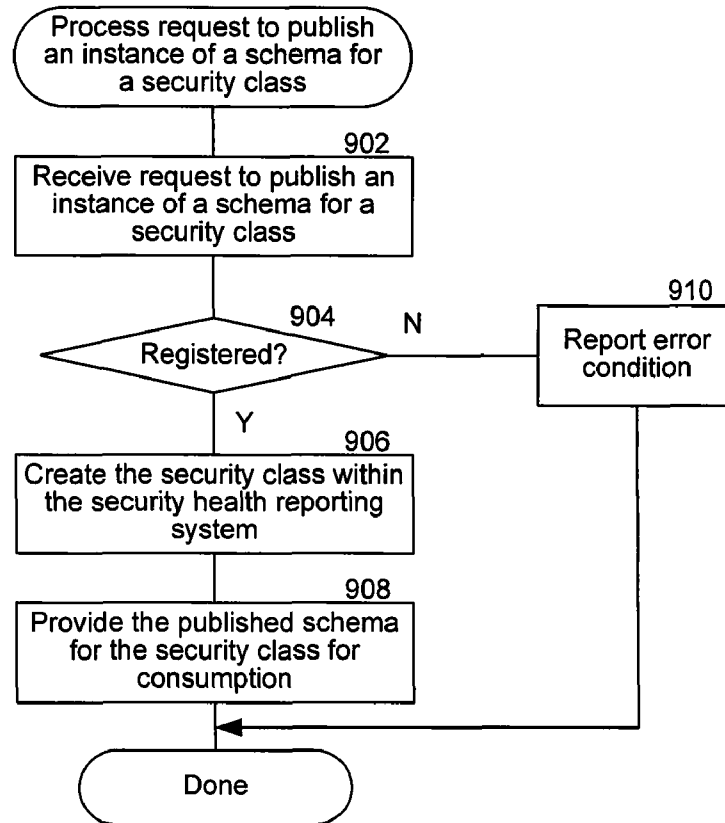 Process request to publish
an instance of a schema for
a security class
902
Receive request to publish an
instance of a schema for a
security class
904
Registered?
N
910
Report error
condition
Y
906
Create the security class within
the security health reporting
system
908
Provide the published schema
for the security class for
consumption
Done